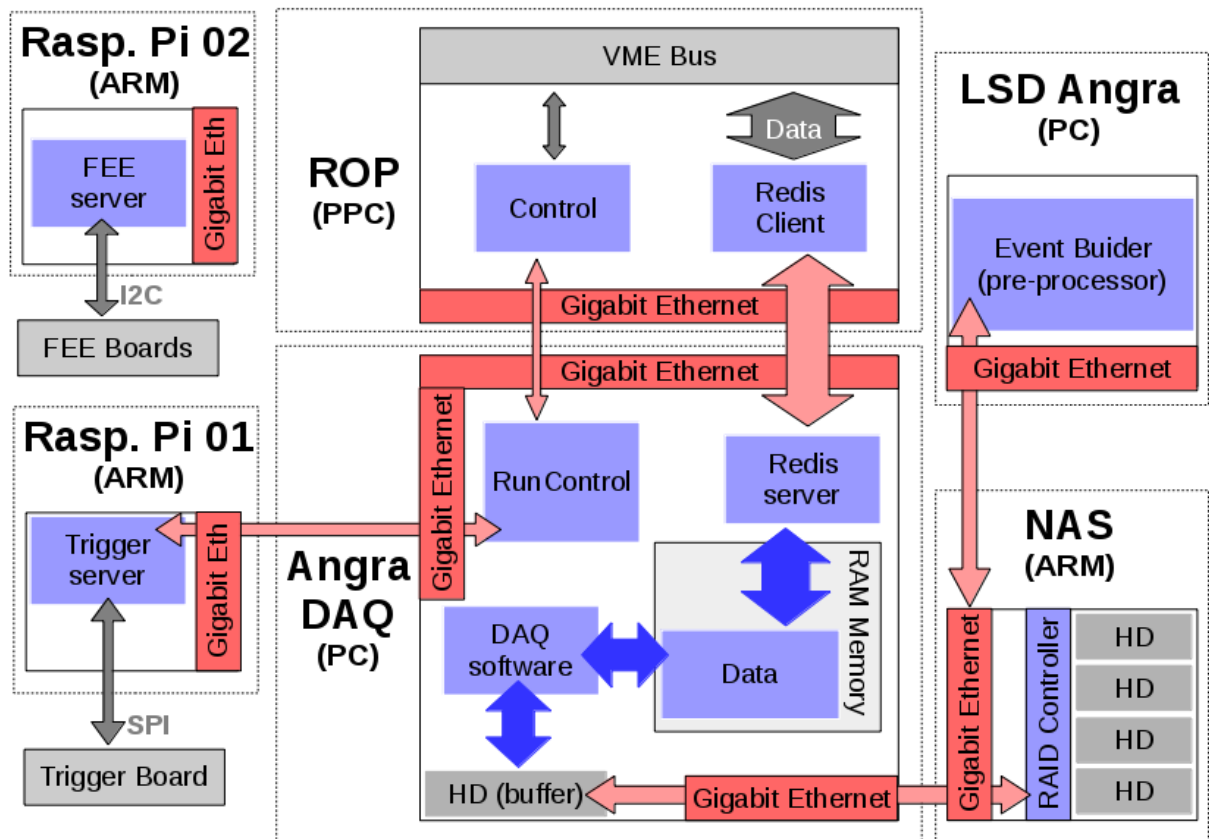 Rasp. Pi 02
(ARM)
FEE
server
Gigabit Eth
I2C
FEE Boards
Rasp. Pi 01
(ARM)
Trigger
server
Gigabit Eth
SPI
Trigger Board
ROP
(PPC)
VME Bus
Data
Control
Redis
Client
Gigabit Ethernet
Angra
DAQ
(PC)
Gigabit Ethernet
Gigabit Ethernet
Run Control
Redis
server
RAM Memory
DAQ
software
Data
HD (buffer)
Gigabit Ethernet
LSD Angra
(PC)
Event Buider
(pre-processor)
Gigabit Ethernet
NAS
(ARM)
Gigabit Ethernet
RAID Controller
HD
HD
HD
HD